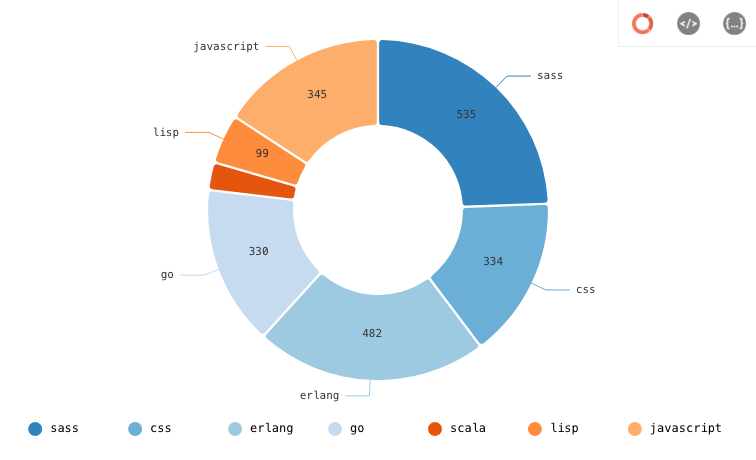 </>
{...}
javascript
sass
345
535
lisp
99
330
go
334
css
482
erlang
sass
css
erlang
go
scala
lisp
javascript